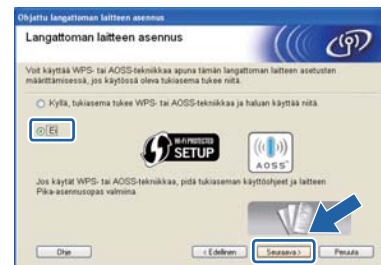 Ohjattu langattoman laitteen asennus
Langattoman laitteen asennus
Voit käyttää WPS- tai AOSS-tekniikkaa apuna tämän langattoman laitteen asetusten
määrittämisessä, jos käytössä oleva tukiasema tukee niitä.
Kyllä, tukiasema tukee WPS- tai AOSS-tekniikkaa ja haluan käyttää niitä.
Ei
WI-FI PROTECTED
SETUP
AOSS
Jos käytät WPS- tai AOSS-tekniikkaa, pidä tukiaseman käyttöohjeet ja laitteen
Pika-asennusopas valmiina.
Ohje
< Edellinen
Seuraava >
Peruuta